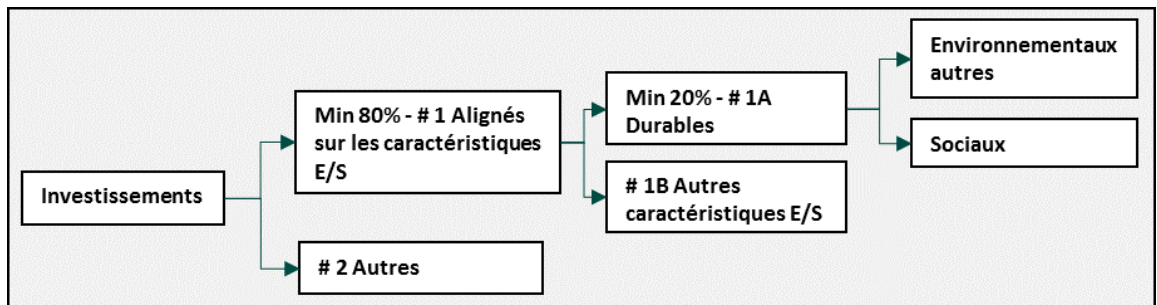 Investissements
Min 80% - # 1 Alignés
sur les caractéristiques
E/S
# 2 Autres
Min 20% - # 1A
Durables
# 1B Autres
caractéristiques E/S
Environnementaux
autres
Sociaux